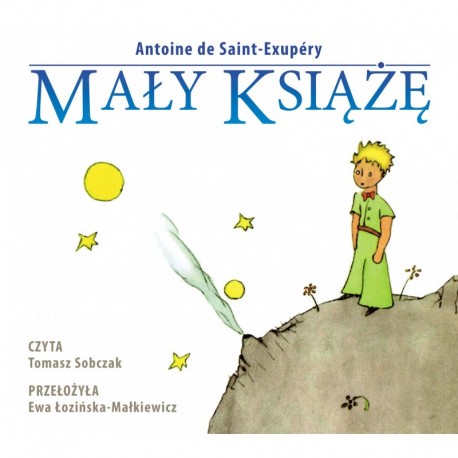 Antoine de Saint-Exupéry
MAŁY KSIĄŻĘ
CZYTA
Tomasz Sobczak
PRZEŁOŻYŁA
Ewa Łozińska-Małkiewicz